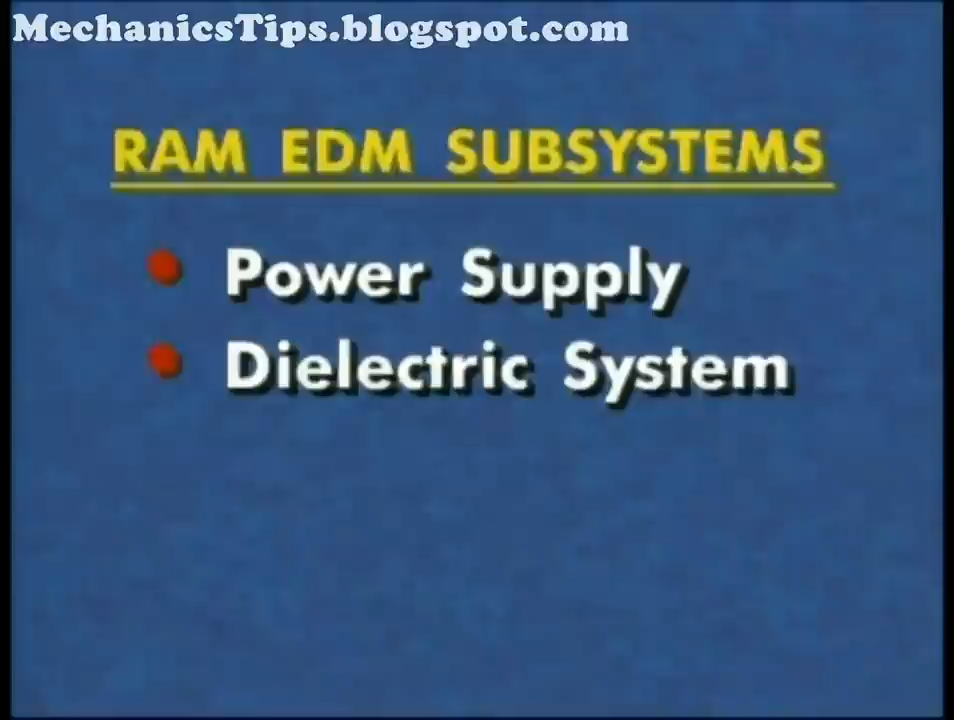 MechanicsTips.blogspot.com
RAM EDM SUBSYSTEMS
Power Supply
Dielectric System